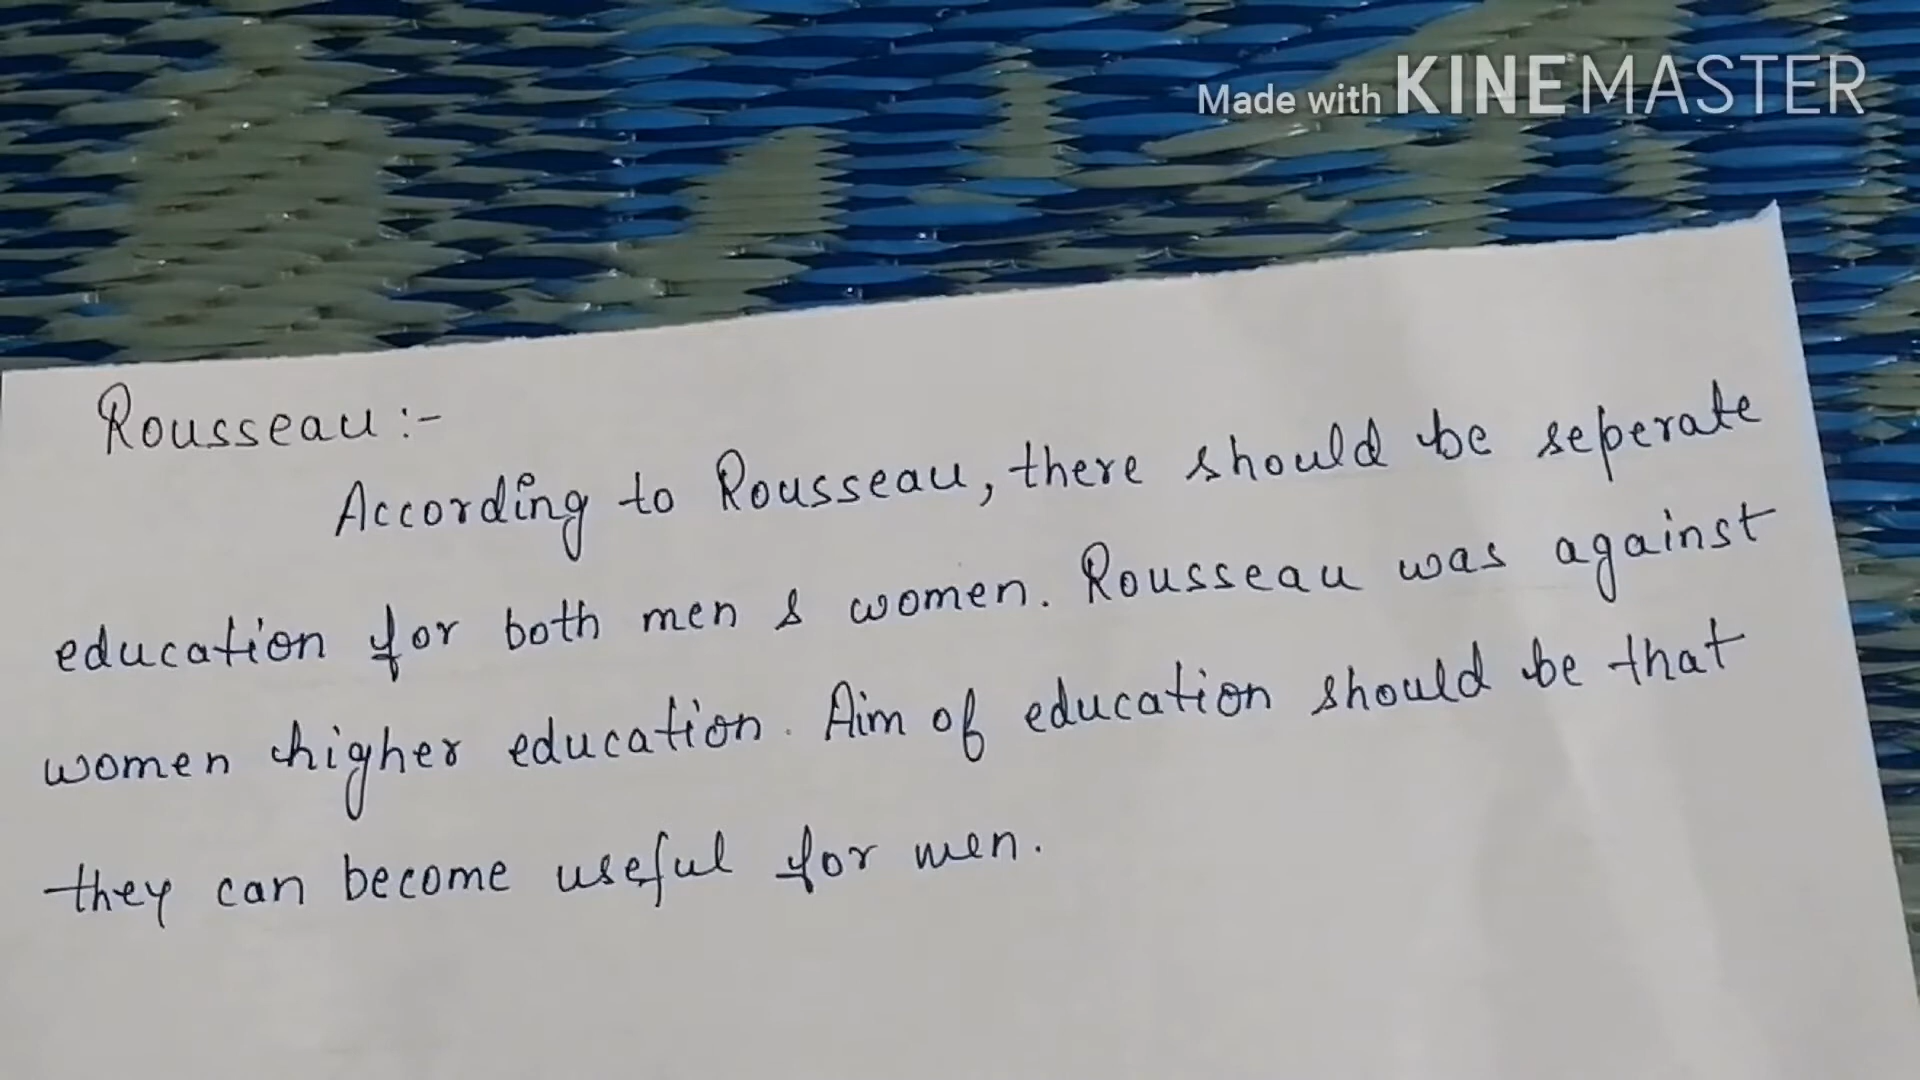 Made with KINEMASTER
Rousseau :-
According to Rousseau, there should be seperate
education for both men & women. Rousseau was against
women higher education. Aim of education should be that
they can become useful for men.